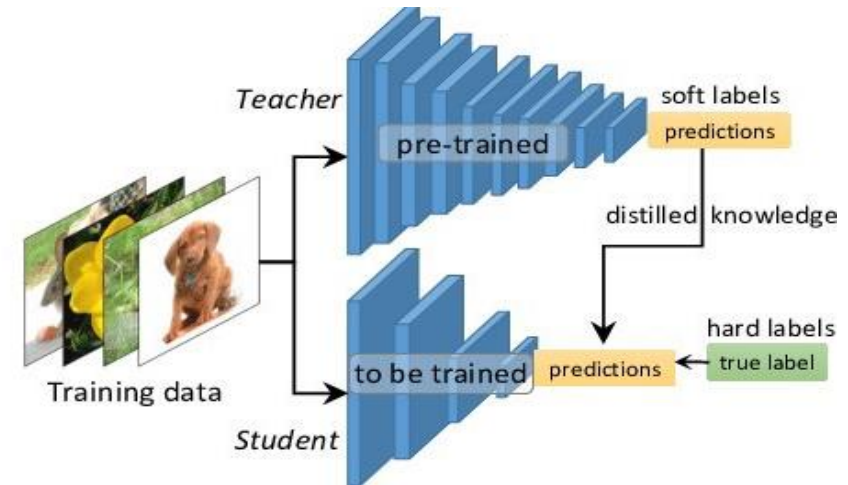 Teacher
pre-trained
soft labels
predictions
distilled knowledge
Training data
hard labels
to be trained
predictions
true label
Student